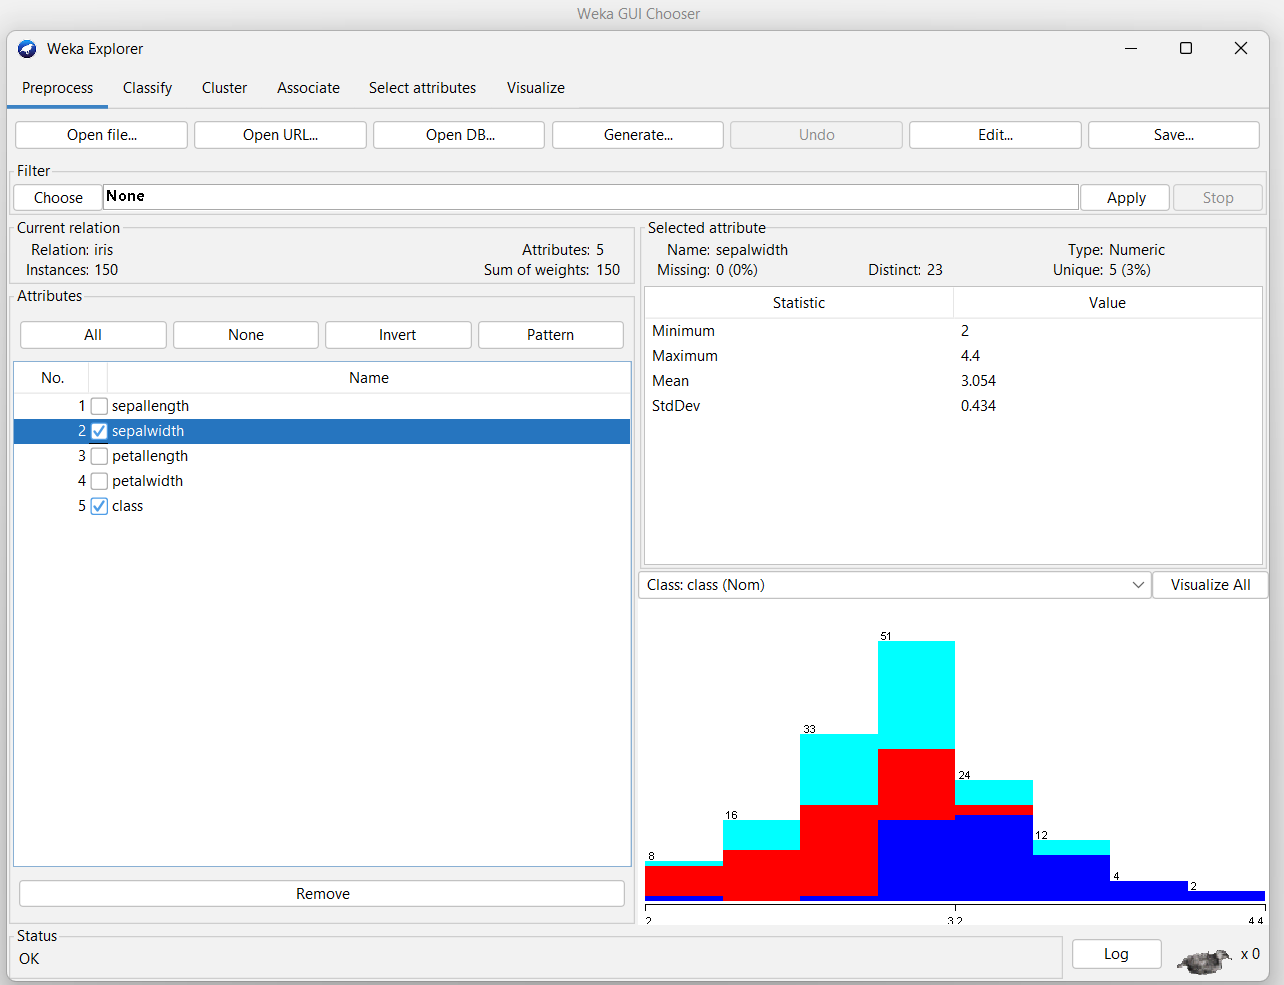 Weka GUI Chooser
Weka Explorer
Preprocess Classify Cluster Associate Select attributes Visualize
Open file... Open URL... Open DB... Generate... Undo Edit... Save...
Filter
Choose None Apply Stop
Current relation
Relation: iris Attributes: 5
Instances: 150 Sum of weights: 150
Attributes
All None Invert Pattern
No. Name
1 sepallength
2 sepalwidth
3 petallength
4 petalwidth
5 class
Remove
Selected attribute
Name: sepalwidth Type: Numeric
Missing: 0 (0%) Distinct: 23 Unique: 5 (3%)
Statistic Value
Minimum 2
Maximum 4.4
Mean 3.054
StdDev 0.434
Class: class (Nom) Visualize All
51
33
24
16
12
8
4
2
2 3.2 4.4
Status
OK
Log x 0